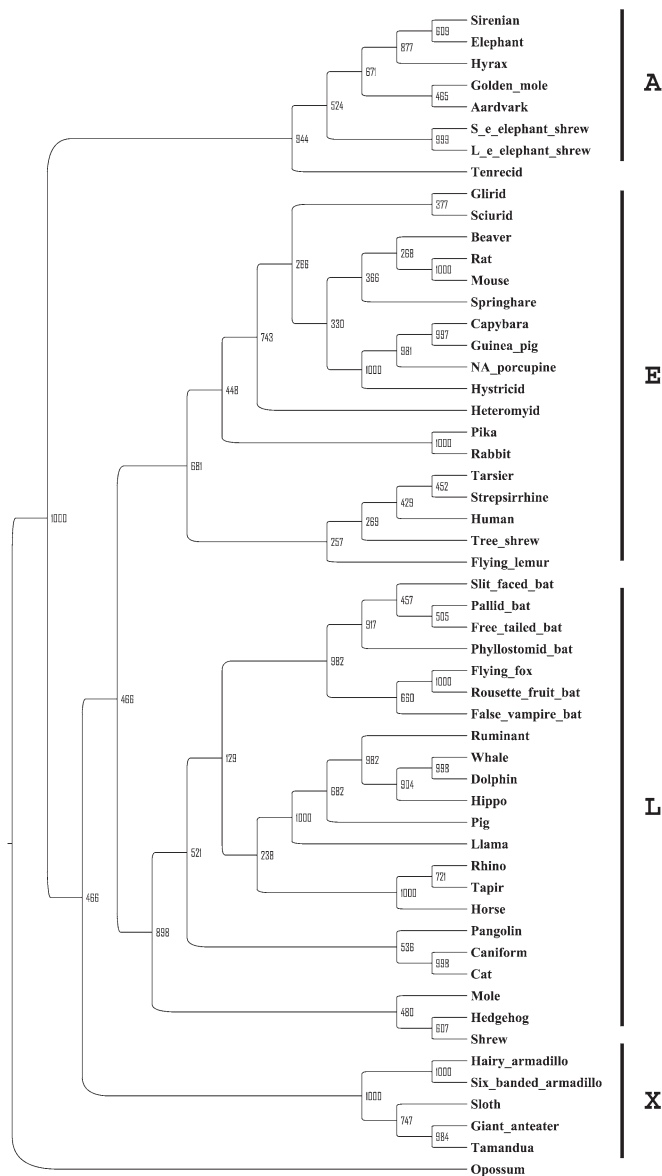 Sirenian
609
Elephant
877
Hyrax
671
Golden_mole
465
A
Aardvark
524
S_e_elephant_shrew
999
944
L_e_elephant_shrew
Tenrecid
Glirid
377
Sciurid
Beaver
268
286
Rat
1000
366
Mouse
Springhare
330
Capybara
997
743
Guinea_pig
981
NA_porcupine
1000
E
448
Hystricid
Heteromyid
Pika
1000
Rabbit
681
Tarsier
452
Strepsirrhine
429
Human
1000
269
Tree_shrew
257
Flying_lemur
Slit_faced_bat
457
Pallid_bat
505
917
Free_tailed_bat
Phyllostomid_bat
982
Flying_fox
1000
Rousette_fruit_bat
660
466
False_vampire_bat
Ruminant
982
129
Whale
998
Dolphin
904
682
Hippo
L
1000
Pig
Llama
521
238
Rhino
721
Tapir
1000
466
Horse
Pangolin
898
536
Caniform
998
Cat
Mole
480
Hedgehog
607
Shrew
Hairy_armadillo
1000
Six_banded_armadillo
1000
X
Sloth
747
Giant_anteater
984
Tamandua
Opossum